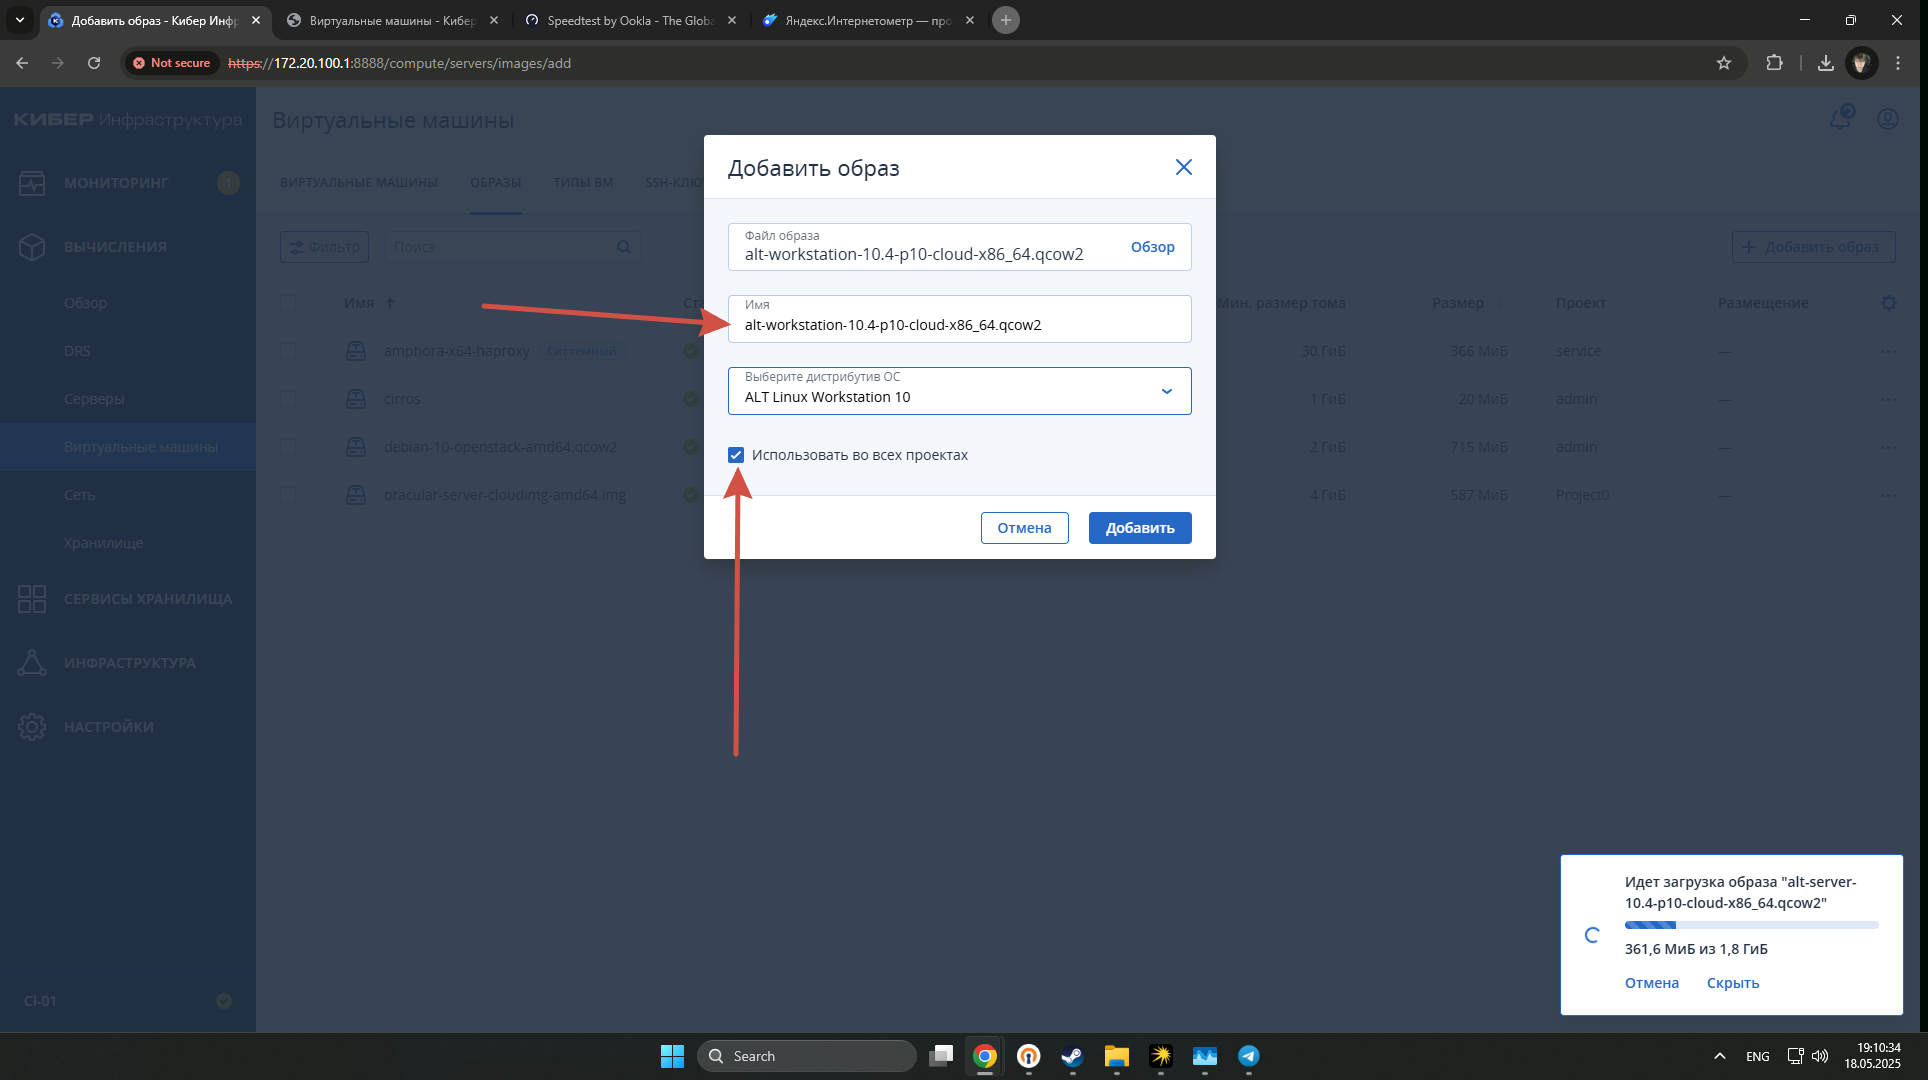 Добавить образ - Кибер Инфр
Виртуальные машины - Кибер
Speedtest by Ookla - The Globa
Яндекс.Интернетометр — про
Not secure
https://172.20.100.1:8888/compute/servers/images/add
КИБЕР Инфраструктура
Виртуальные машины
МОНИТОРИНГ
1
ВЫЧИСЛЕНИЯ
Обзор
DRS
Серверы
Виртуальные машины
Сеть
Хранилище
СЕРВИСЫ ХРАНИЛИЩА
ИНФРАСТРУКТУРА
НАСТРОЙКИ
Cl-01
ВИРТУАЛЬНЫЕ МАШИНЫ
ОБРАЗЫ
ТИПЫ ВМ
SSH-КЛЮ
Фильтр
Поиск
Добавить образ
Имя
Ста
Мин. размер тома
Размер
Проект
Размещение
amphora-x64-haproxy Системный 30 ГиБ 366 МиБ service —
cirros 1 ГиБ 20 МиБ admin —
debian-10-openstack-amd64.qcow2 2 ГиБ 715 МиБ admin —
oracular-server-cloudimg-amd64.img 4 ГиБ 587 МиБ Project0 —
Добавить образ
Файл образа
alt-workstation-10.4-p10-cloud-x86_64.qcow2
Обзор
Имя
alt-workstation-10.4-p10-cloud-x86_64.qcow2
Выберите дистрибутив ОС
ALT Linux Workstation 10
Использовать во всех проектах
Отмена
Добавить
Идет загрузка образа "alt-server-
10.4-p10-cloud-x86_64.qcow2"
361,6 МиБ из 1,8 ГиБ
Отмена
Скрыть
Search
ENG
19:10:34
18.05.2025